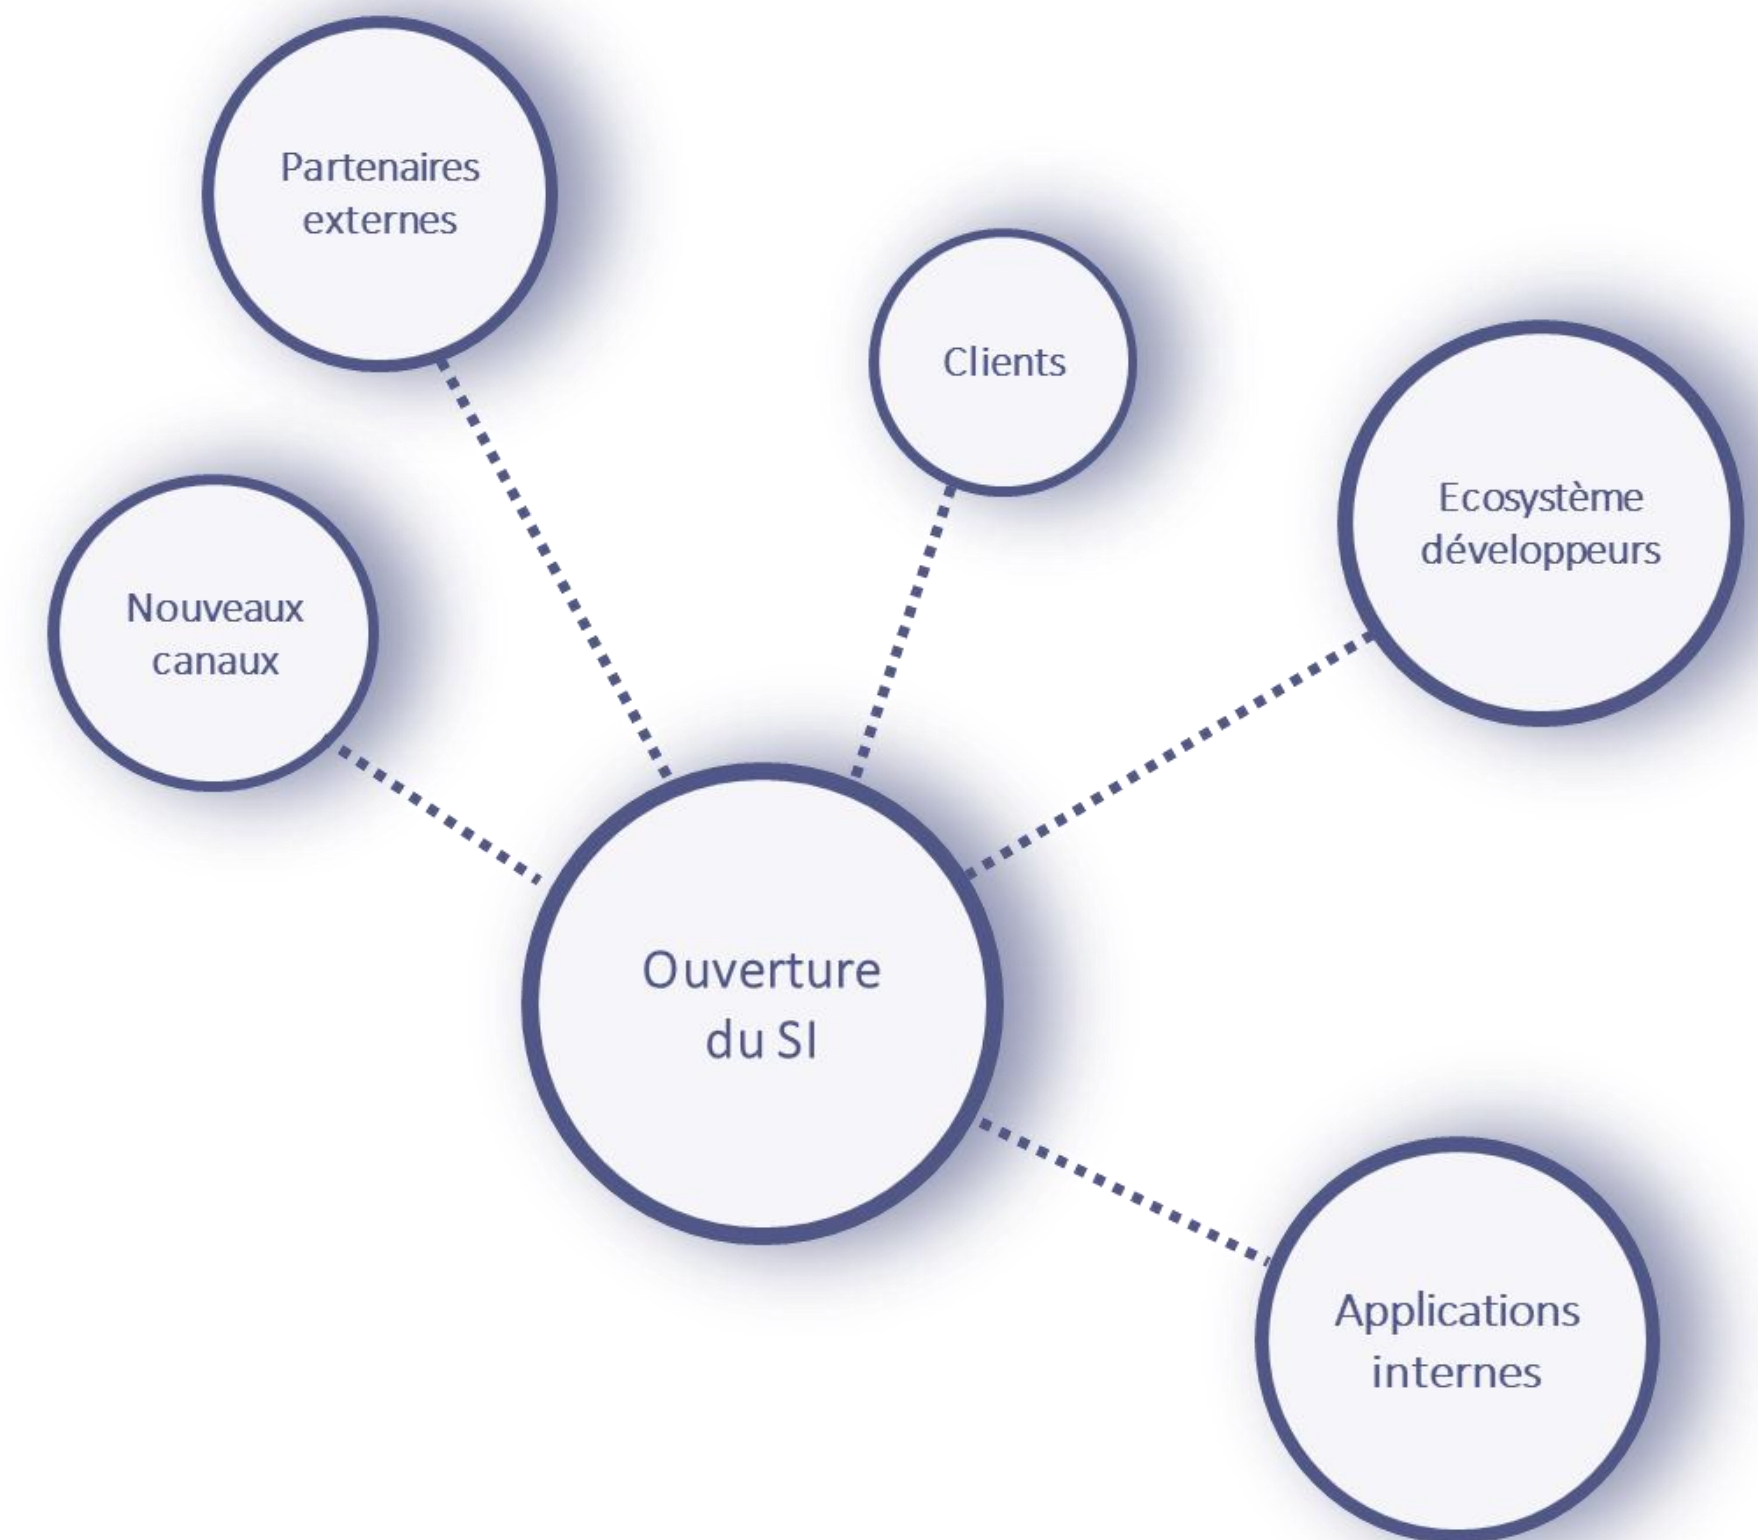 Partenaires
externes
Clients
Ecosystème
développeurs
Nouveaux
canaux
Ouverture
du SI
Applications
internes